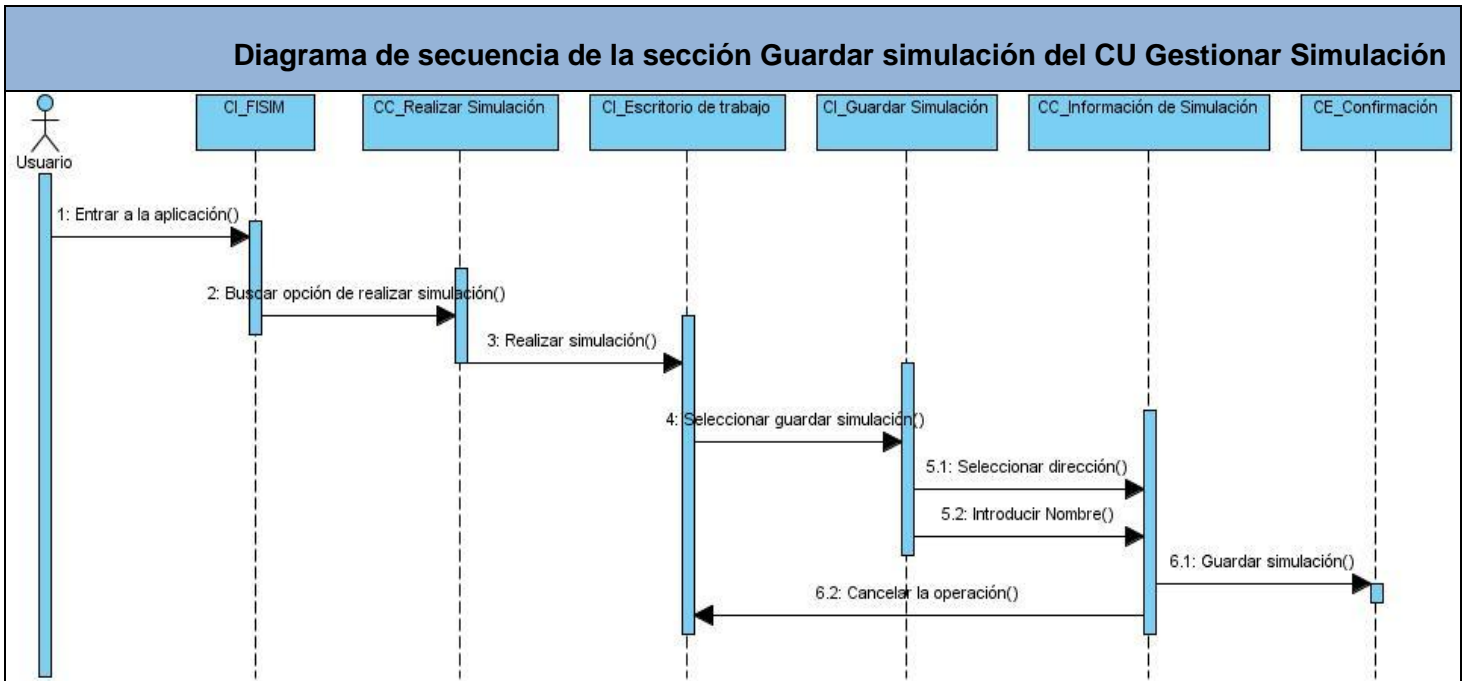 Diagrama de secuencia de la sección Guardar simulación del CU Gestionar Simulación
CI_FISIM
CC_Realizar Simulación
CI_Escritorio de trabajo
CI_Guardar Simulación
CC_Información de Simulación
CE_Confirmación
Usuario
1: Entrar a la aplicación()
2: Buscar opción de realizar simulación()
3: Realizar simulación()
4: Seleccionar guardar simulación()
5.1: Seleccionar dirección()
5.2: Introducir Nombre()
6.1: Guardar simulación()
6.2: Cancelar la operación()